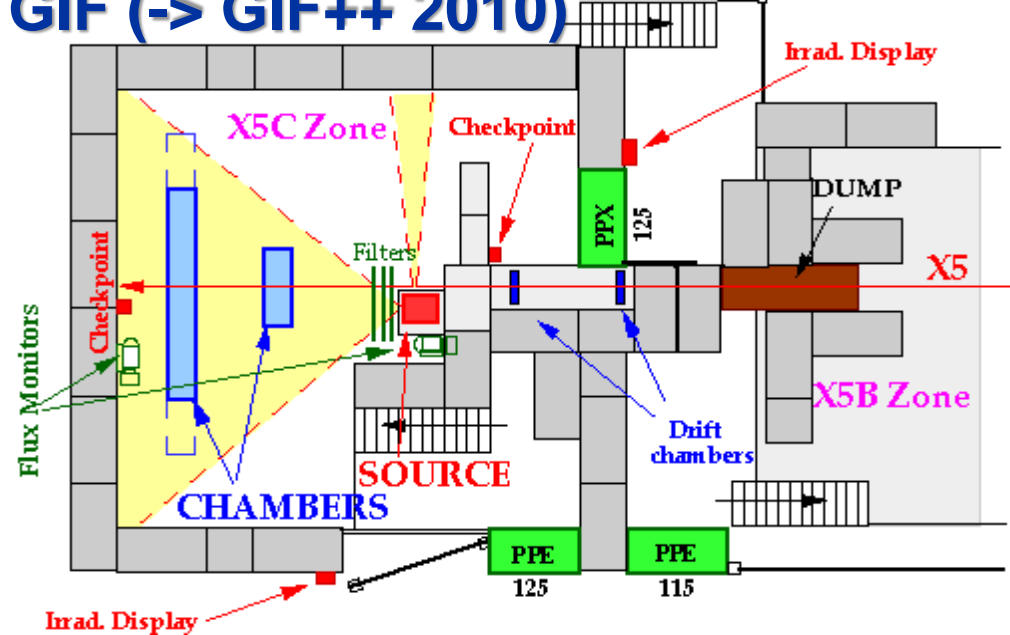 GIF (-> GIF++ 2010)
Irrad. Display
X5C Zone
Checkpoint
PPX
125
DUMP
Filters
X5
Checkpoint
Flux Monitors
X5B Zone
Drift
chambers
SOURCE
CHAMBERS
PPE
PPE
125
115
Irrad. Display